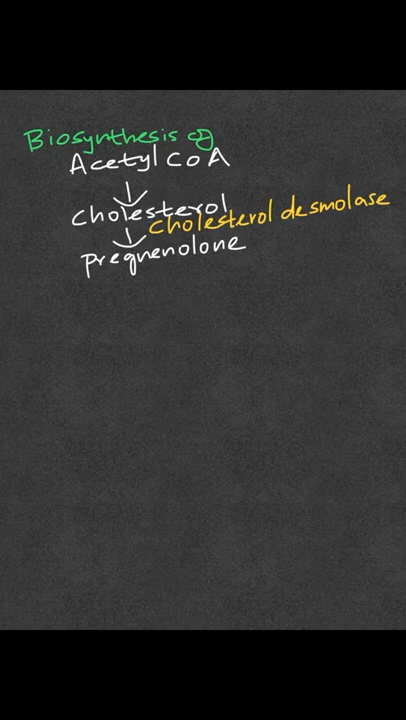 Biosynthesis of
Acetyl CoA
cholesterol
cholesterol desmolase
pregnenolone